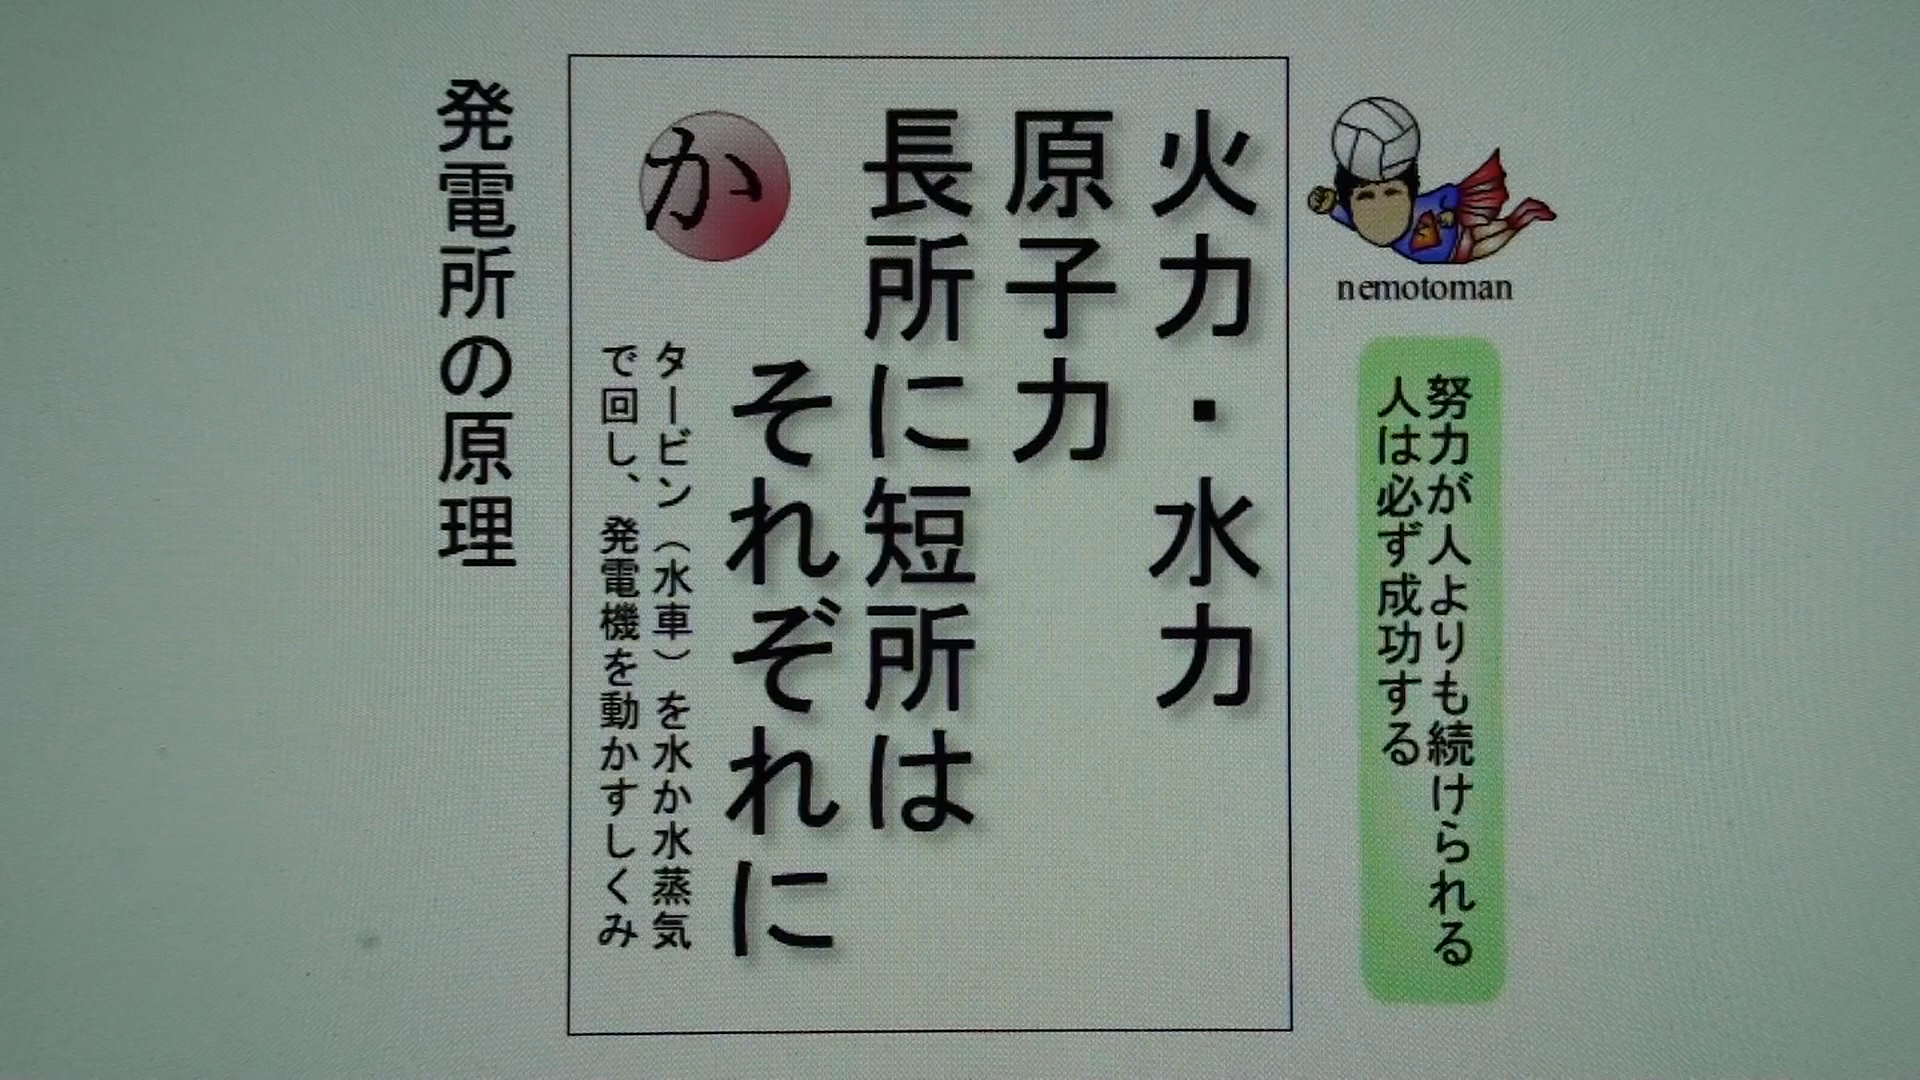 nemotoman
努力が人よりも続けられる
人は必ず成功する
火力・水力
原子力
長所に短所は
それぞれに
か
タービン（水車）を水か水蒸気
で回し、発電機を動かすしくみ
発電所の原理